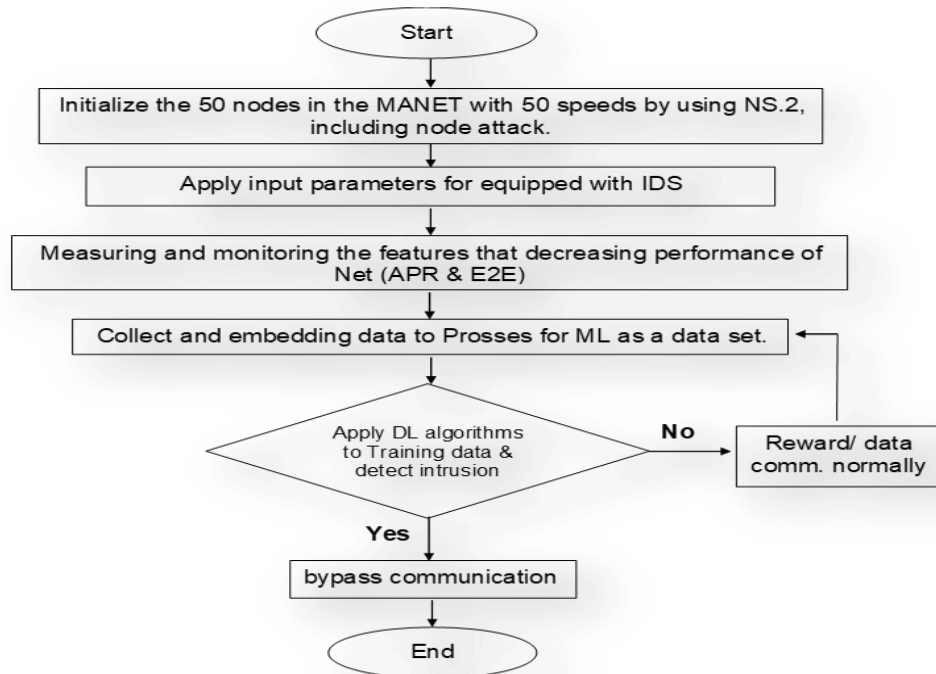 Start
Initialize the 50 nodes in the MANET with 50 speeds by using NS.2,
including node attack.
Apply input parameters for equipped with IDS
Measuring and monitoring the features that decreasing performance of
Net (APR & E2E)
Collect and embedding data to Prosses for ML as a data set.
Apply DL algorithms
to Training data &
detect intrusion
No
Reward/ data
comm. normally
Yes
bypass communication
End